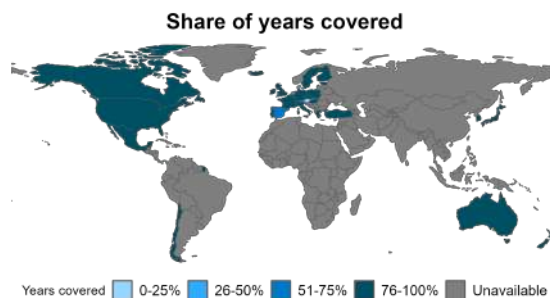 Share of years covered
Years covered 0-25% 26-50% 51-75% 76-100% Unavailable